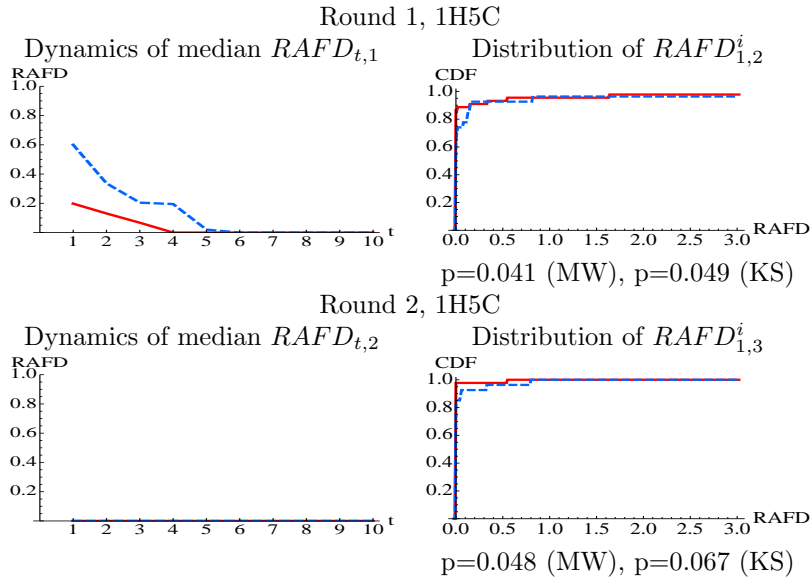 Round 1, 1H5C
Dynamics of median RAFD_{t,1}
Distribution of RAFD^{i}_{1,2}
RAFD
1.0
0.8
0.6
0.4
0.2
1 2 3 4 5 6 7 8 9 10 t
CDF
1.0
0.8
0.6
0.4
0.2
0.0 0.5 1.0 1.5 2.0 2.5 3.0 RAFD
p=0.041 (MW), p=0.049 (KS)
Round 2, 1H5C
Dynamics of median RAFD_{t,2}
Distribution of RAFD^{i}_{1,3}
RAFD
1.0
0.8
0.6
0.4
0.2
1 2 3 4 5 6 7 8 9 10 t
CDF
1.0
0.8
0.6
0.4
0.2
0.0 0.5 1.0 1.5 2.0 2.5 3.0 RAFD
p=0.048 (MW), p=0.067 (KS)